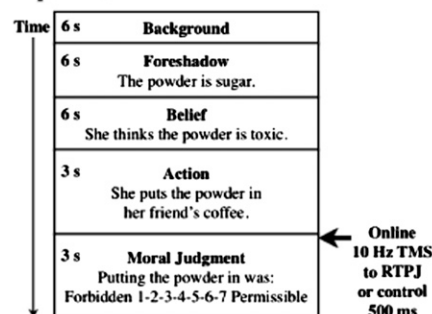 Time
6 s Background
6 s Foreshadow
The powder is sugar.
6 s Belief
She thinks the powder is toxic.
3 s Action
She puts the powder in
her friend's coffee.
3 s Moral Judgment
Putting the powder in was:
Forbidden 1-2-3-4-5-6-7 Permissible
Online
10 Hz TMS
to RTPJ
or control
500 ms